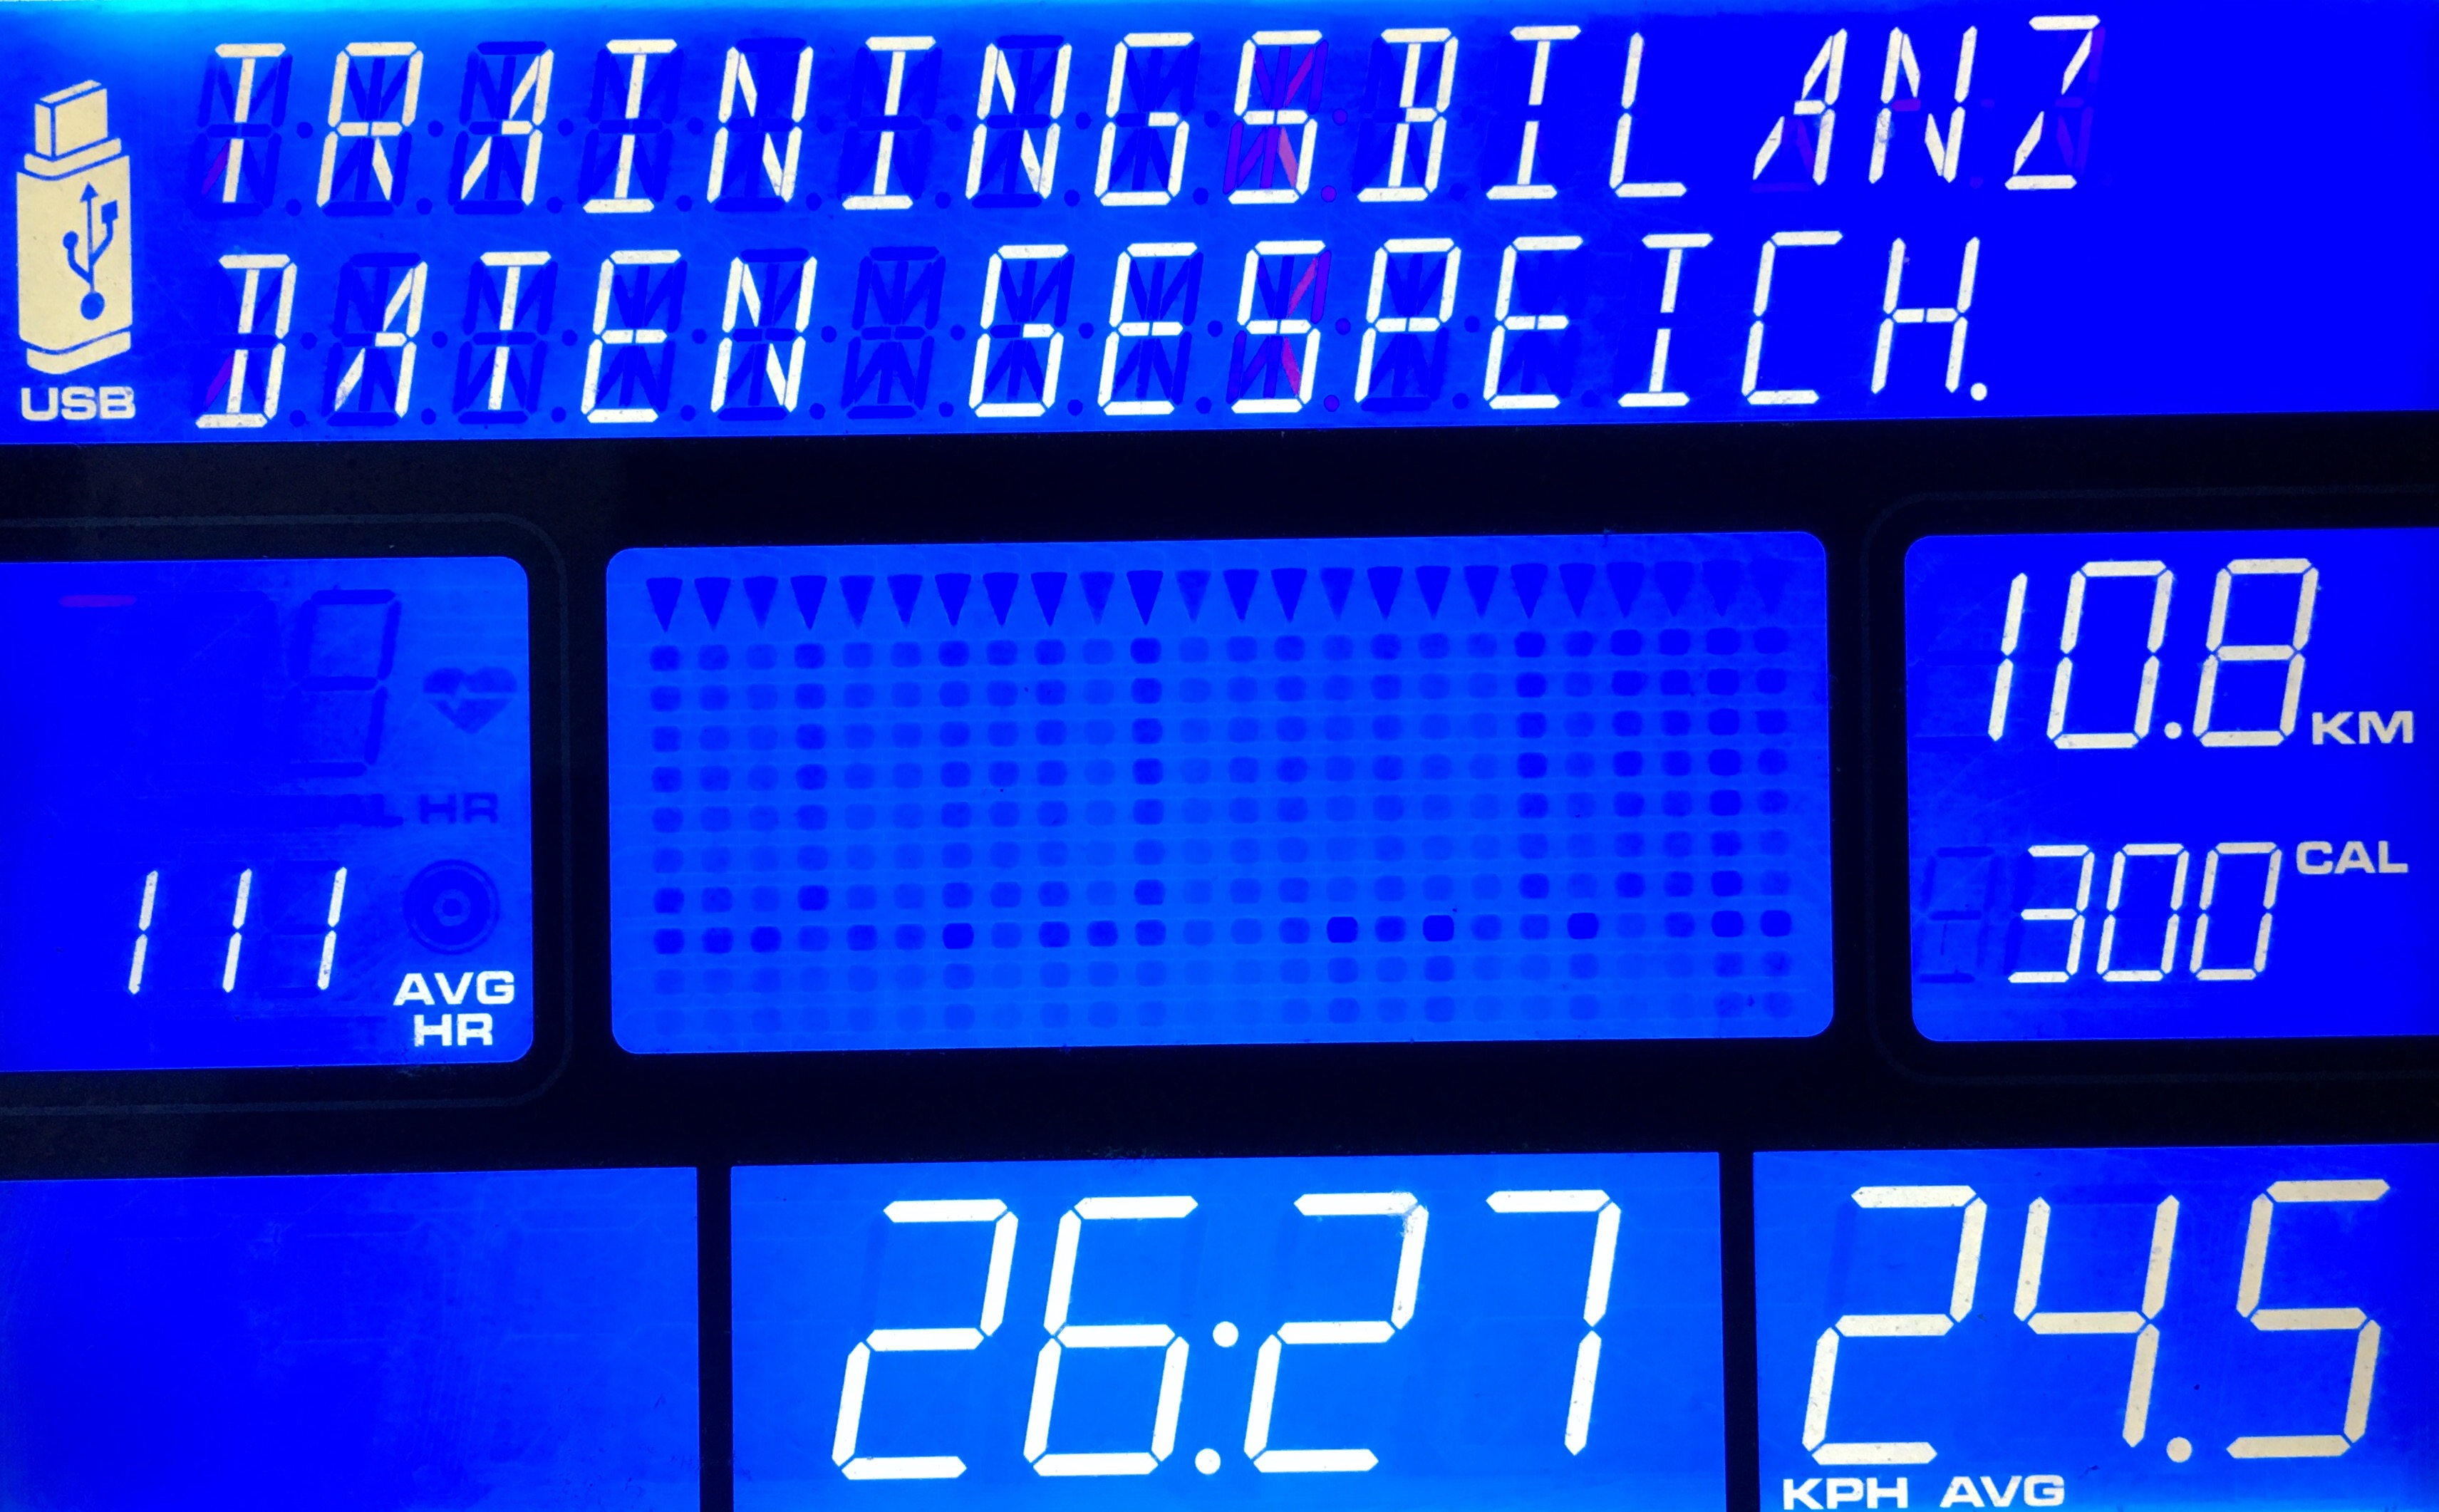 TRAININGSBILANZ
DATEN GESPEICH.
USB
10.8 KM
HR
300 CAL
111 AVG HR
26:27
24.5
KPH AVG